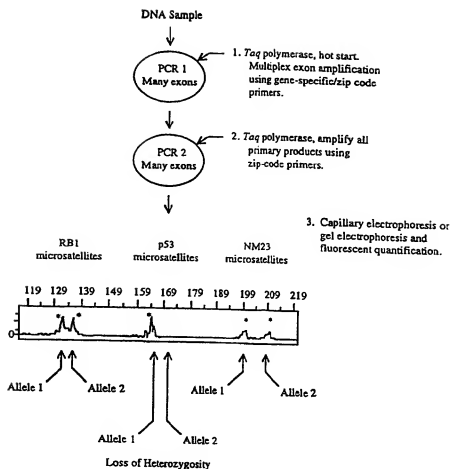 DNA Sample
PCR 1
Many exons
1. Taq polymerase, hot start.
Multiplex exon amplification
using gene-specific/zip code
primers.
PCR 2
Many exons
2. Taq polymerase, amplify all
primary products using
zip-code primers.
3. Capillary electrophoresis or
gel electrophoresis and
fluorescent quantification.
RB1
microsatellites
p53
microsatellites
NM23
microsatellites
119 129 139 149 159 169 179 189 199 209 219
0
Allele 1 Allele 2 Allele 1 Allele 2
Allele 1 Allele 2
Loss of Heterozygosity